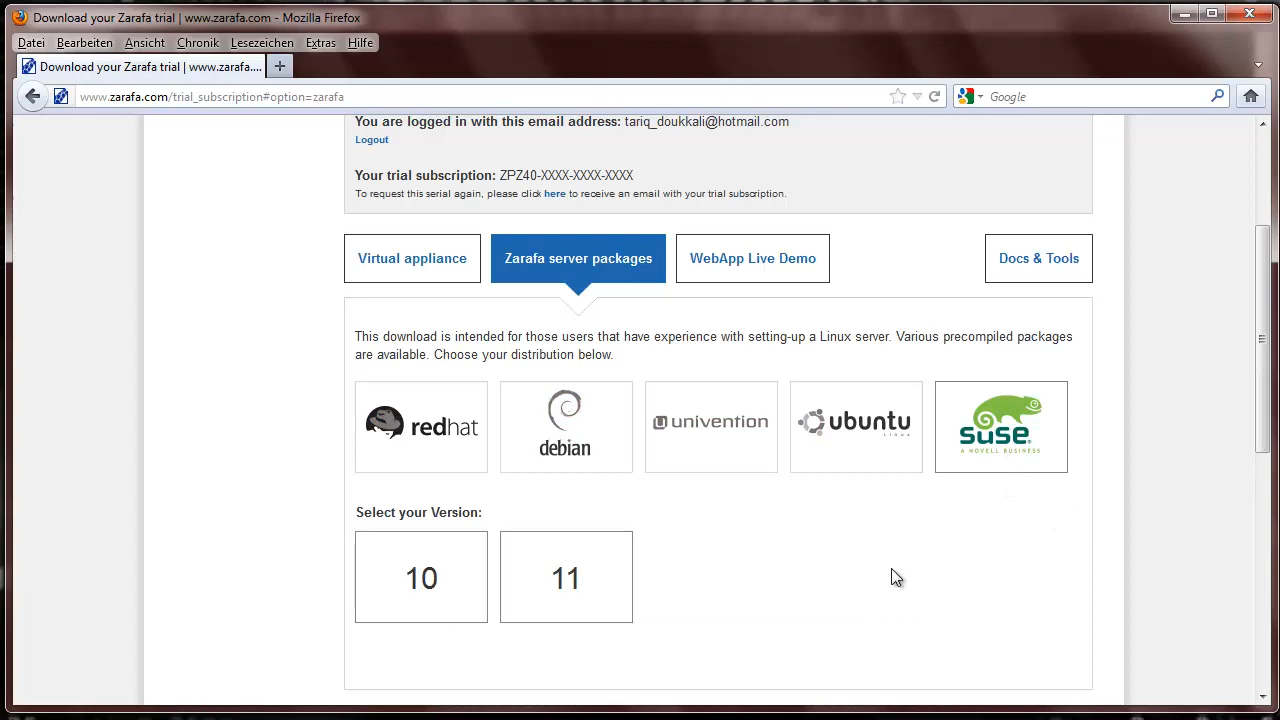 Download your Zarafa trial | www.zarafa.com - Mozilla Firefox
Datei Bearbeiten Ansicht Chronik Lesezeichen Extras Hilfe
Download your Zarafa trial | www.zarafa....
www.zarafa.com/trial_subscription#option=zarafa
Google
You are logged in with this email address: tariq_doukkali@hotmail.com
Logout
Your trial subscription: ZPZ40-XXXX-XXXX-XXXX
To request this serial again, please click here to receive an email with your trial subscription.
Virtual appliance
Zarafa server packages
WebApp Live Demo
Docs & Tools
This download is intended for those users that have experience with setting-up a Linux server. Various precompiled packages
are available. Choose your distribution below.
redhat
debian
univention
ubuntu
LINUX
suse
A NOVELL BUSINESS
Select your Version:
10
11